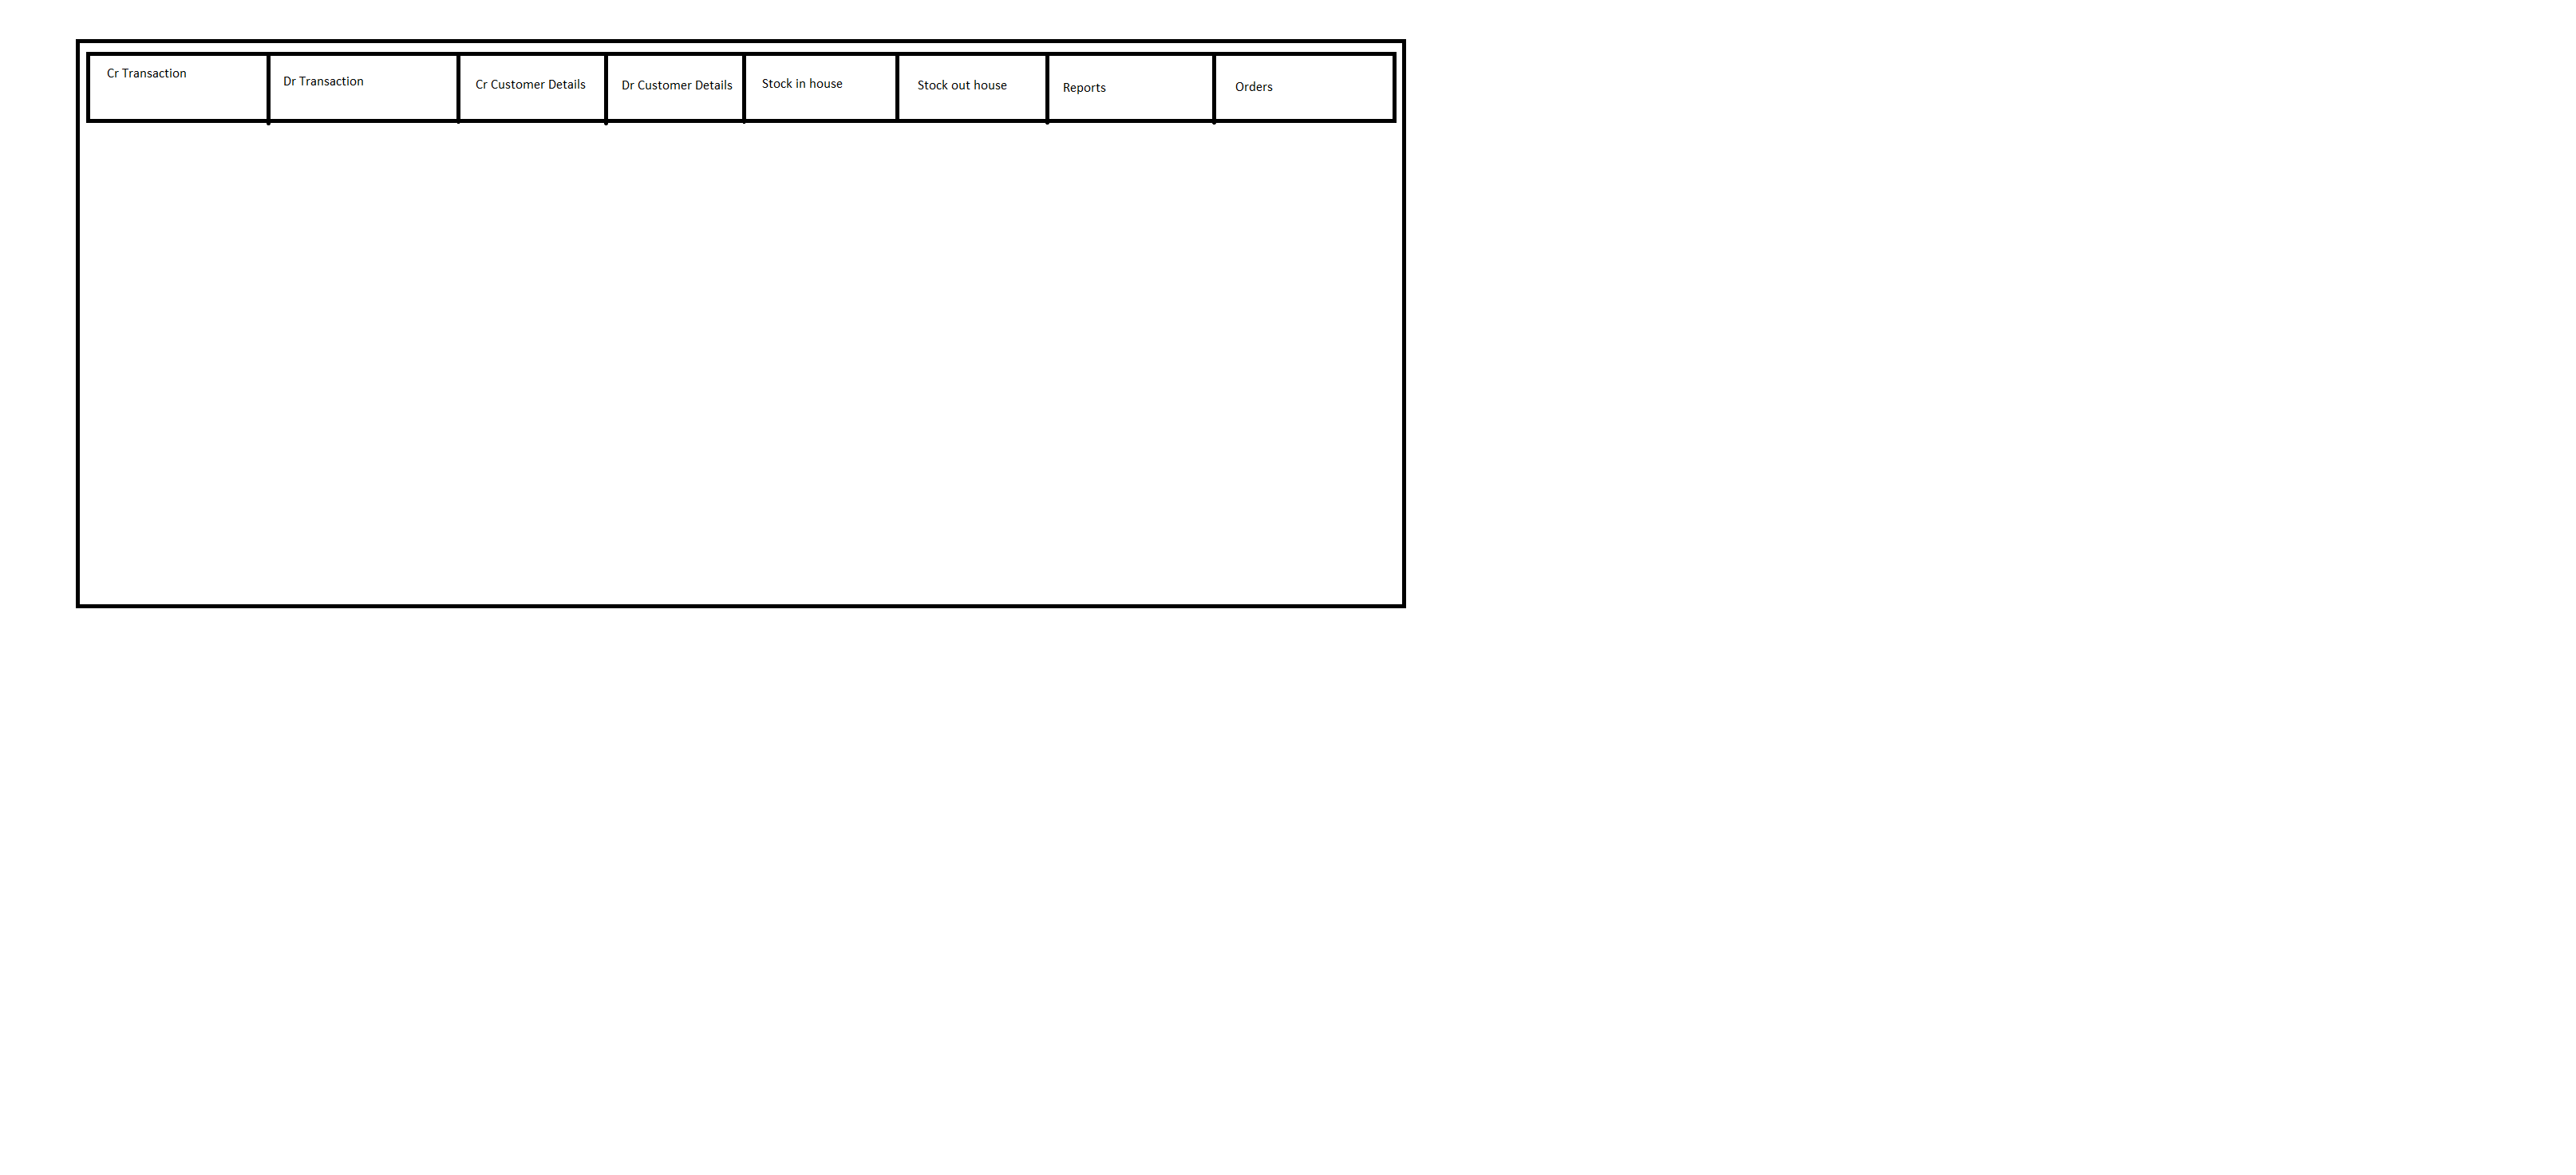 Cr Transaction
Dr Transaction
Cr Customer Details
Dr Customer Details
Stock in house
Stock out house
Reports
Orders